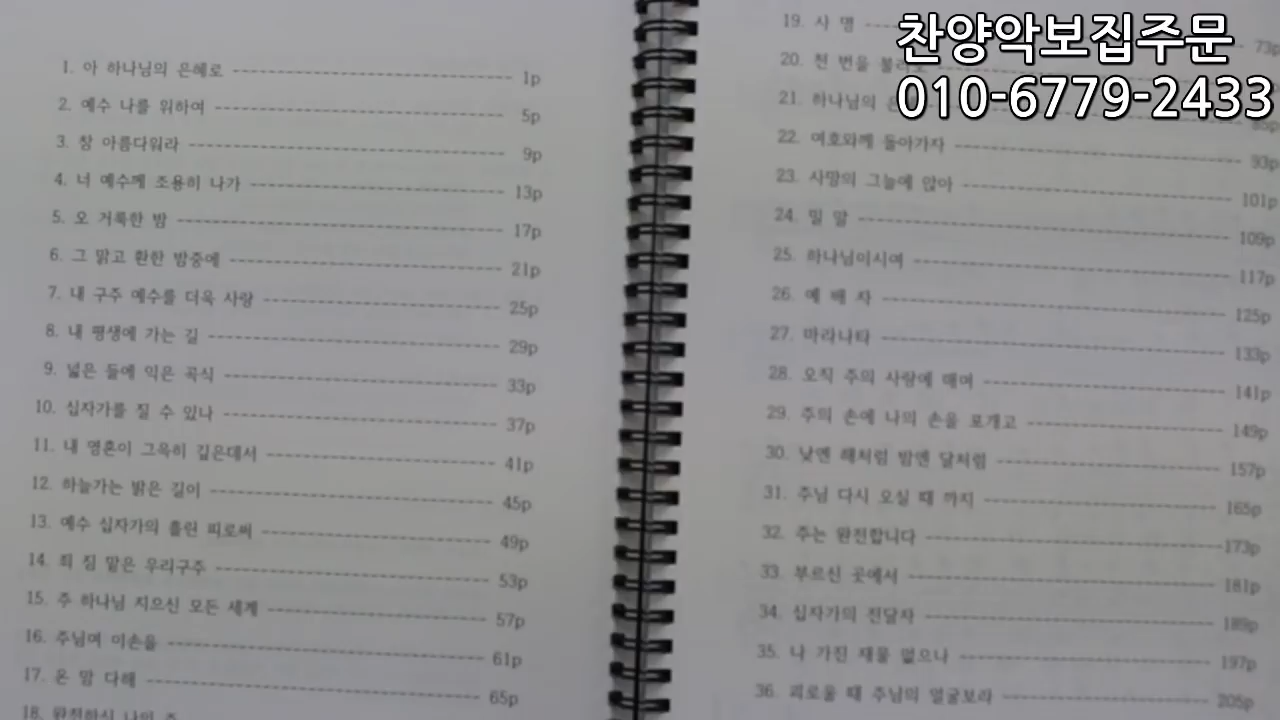 찬양악보집주문
010-6779-2433
1. 아 하나님의 은혜로 1p
2. 예수 나를 위하여 5p
3. 참 아름다워라 9p
4. 너 예수께 조용히 나가 13p
5. 오 거룩한 밤 17p
6. 그 맑고 환한 밤중에 21p
7. 내 구주 예수를 더욱 사랑 25p
8. 내 평생에 가는 길 29p
9. 넓은 들에 익은 곡식 33p
10. 십자가를 질 수 있나 37p
11. 내 영혼이 그윽히 깊은데서 41p
12. 하늘가는 밝은 길이 45p
13. 예수 십자가의 흘린 피로써 49p
14. 죄 짐 맡은 우리구주 53p
15. 주 하나님 지으신 모든 세계 57p
16. 주님여 이손을 61p
17. 온 맘 다해 65p
18. 완전하신 나의 주
19. 사 명 73p
20. 천 번을 불러도
21. 하나님의 은
22. 여호와께 돌아가자 93p
23. 사망의 그늘에 앉아 101p
24. 밀 알 109p
25. 하나님이시여 117p
26. 예 배 자 125p
27. 마라나타 133p
28. 오직 주의 사랑에 매여 141p
29. 주의 손에 나의 손을 포개고 149p
30. 낮엔 해처럼 밤엔 달처럼 157p
31. 주님 다시 오실 때 까지 165p
32. 주는 완전합니다 173p
33. 부르신 곳에서 181p
34. 십자가의 전달자 189p
35. 나 가진 재물 없으나 197p
36. 괴로울 때 주님의 얼굴보라 205p